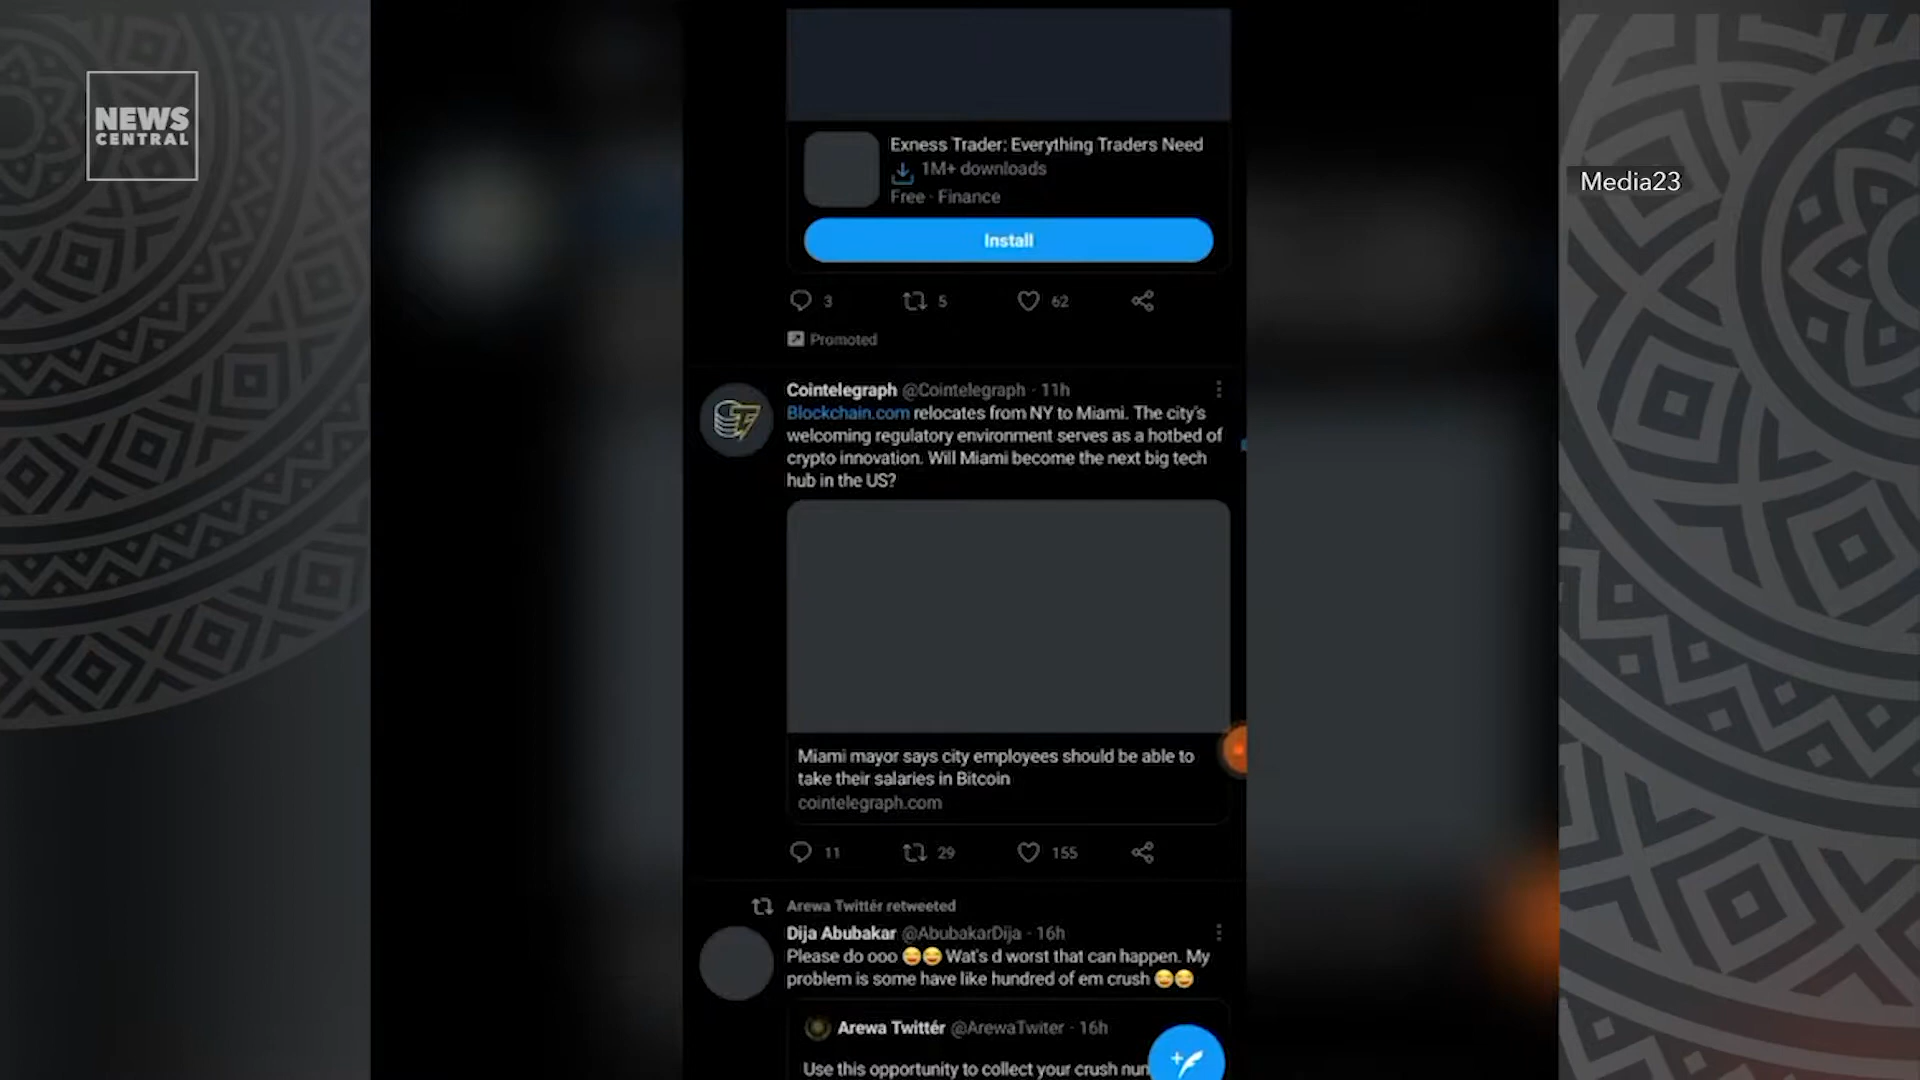 NEWS
CENTRAL
Media23
Exness Trader: Everything Traders Need
1M+ downloads
Free · Finance
Install
3 5 62
Promoted
Cointelegraph @Cointelegraph · 11h
Blockchain.com relocates from NY to Miami. The city's
welcoming regulatory environment serves as a hotbed of
crypto innovation. Will Miami become the next big tech
hub in the US?
Miami mayor says city employees should be able to
take their salaries in Bitcoin
cointelegraph.com
11 29 155
Arewa Twittér retweeted
Dija Abubakar @AbubakarDija · 16h
Please do ooo 😂😂 Wat's d worst that can happen. My
problem is some have like hundred of em crush 😂😂
Arewa Twittér @ArewaTwiter · 16h
Use this opportunity to collect your crush